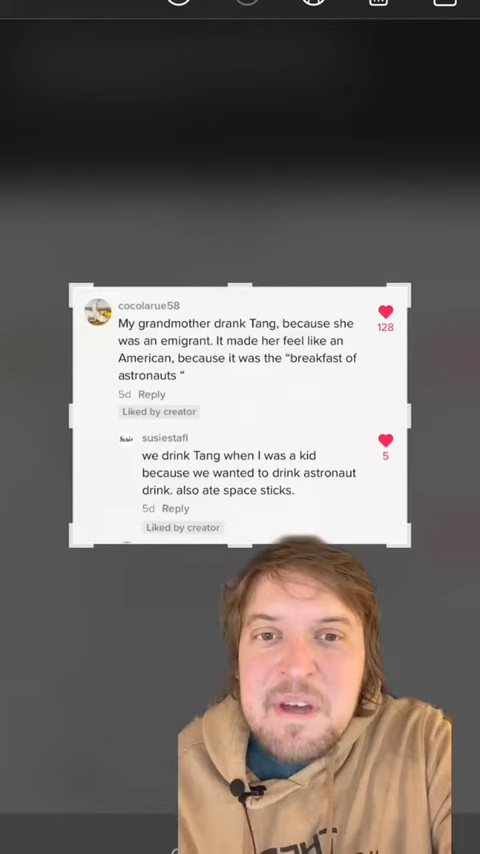 cocolarue58
My grandmother drank Tang, because she
was an emigrant. It made her feel like an
American, because it was the “breakfast of
astronauts “
128
5d Reply
Liked by creator
susiestafl
we drink Tang when I was a kid
because we wanted to drink astronaut
drink. also ate space sticks.
5
5d Reply
Liked by creator